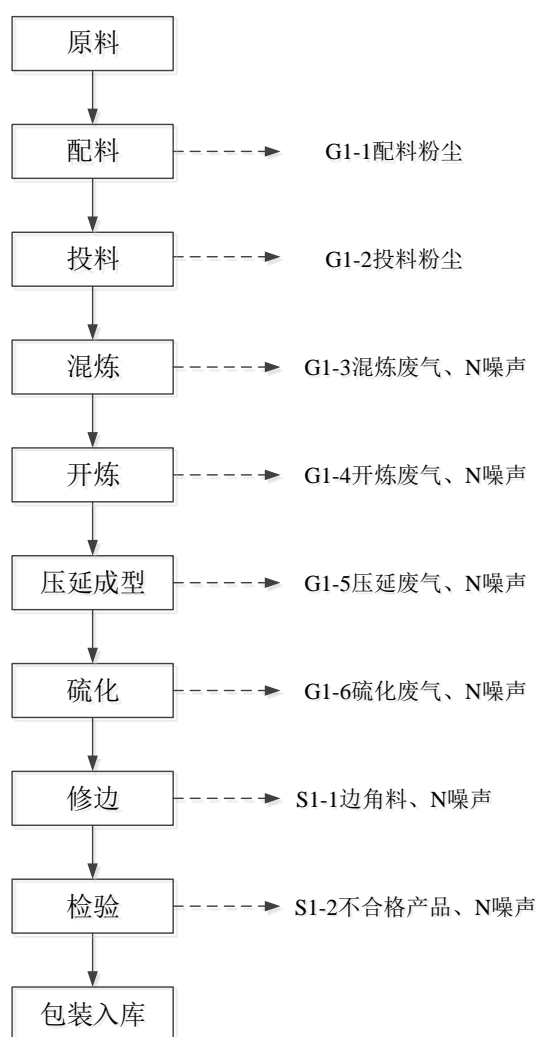 原料
配料
G1-1配料粉尘
投料
G1-2投料粉尘
混炼
G1-3混炼废气、N噪声
开炼
G1-4开炼废气、N噪声
压延成型
G1-5压延废气、N噪声
硫化
G1-6硫化废气、N噪声
修边
S1-1边角料、N噪声
检验
S1-2不合格产品、N噪声
包装入库